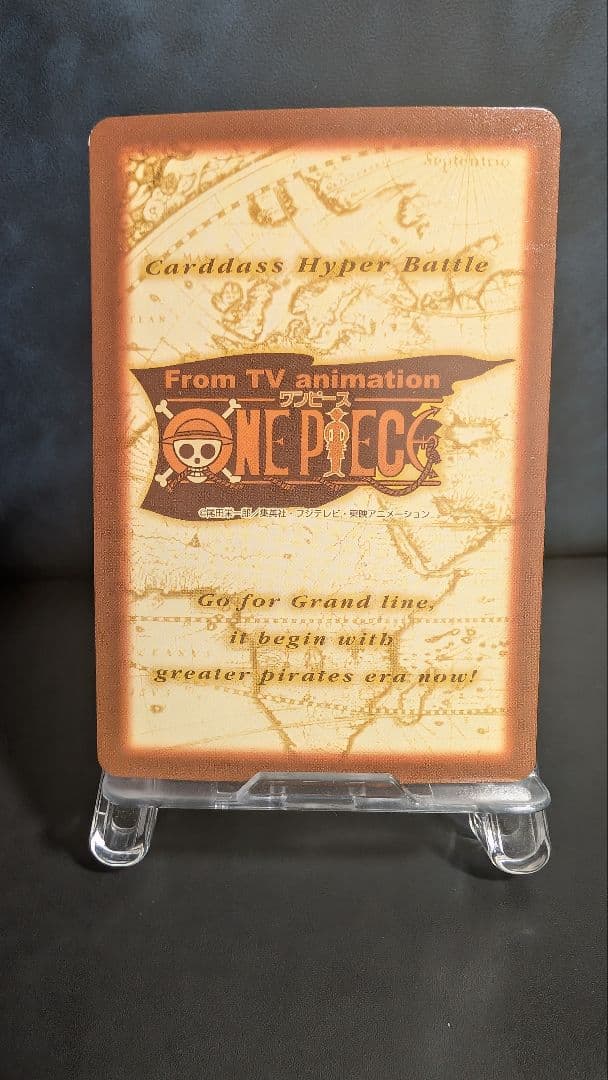 Septentrio
Carddass Hyper Battle
From TV animation
ワンピース
ONE PIECE
©尾田栄一郎／集英社・フジテレビ・東映アニメーション
Go for Grand line,
it begin with
greater pirates era now!